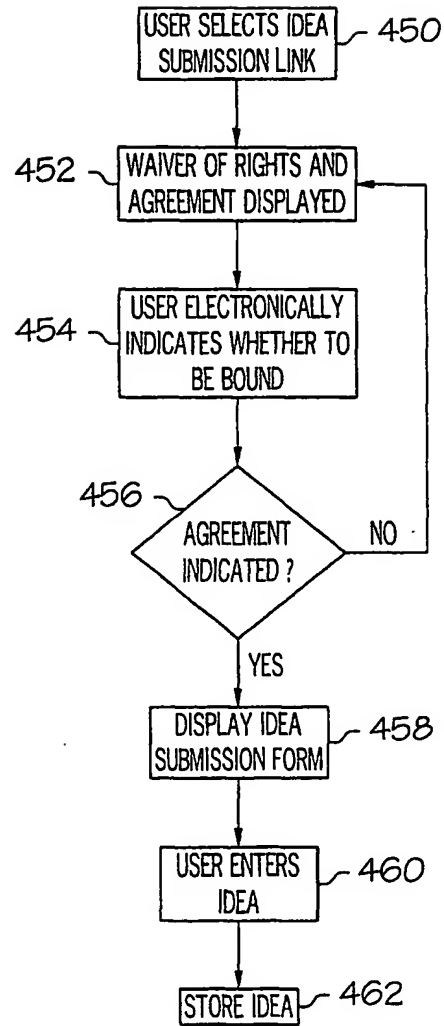 USER SELECTS IDEA
SUBMISSION LINK
450
452
WAIVER OF RIGHTS AND
AGREEMENT DISPLAYED
454
USER ELECTRONICALLY
INDICATES WHETHER TO
BE BOUND
456
AGREEMENT
INDICATED ?
NO
YES
DISPLAY IDEA
SUBMISSION FORM
458
USER ENTERS
IDEA
460
STORE IDEA
462